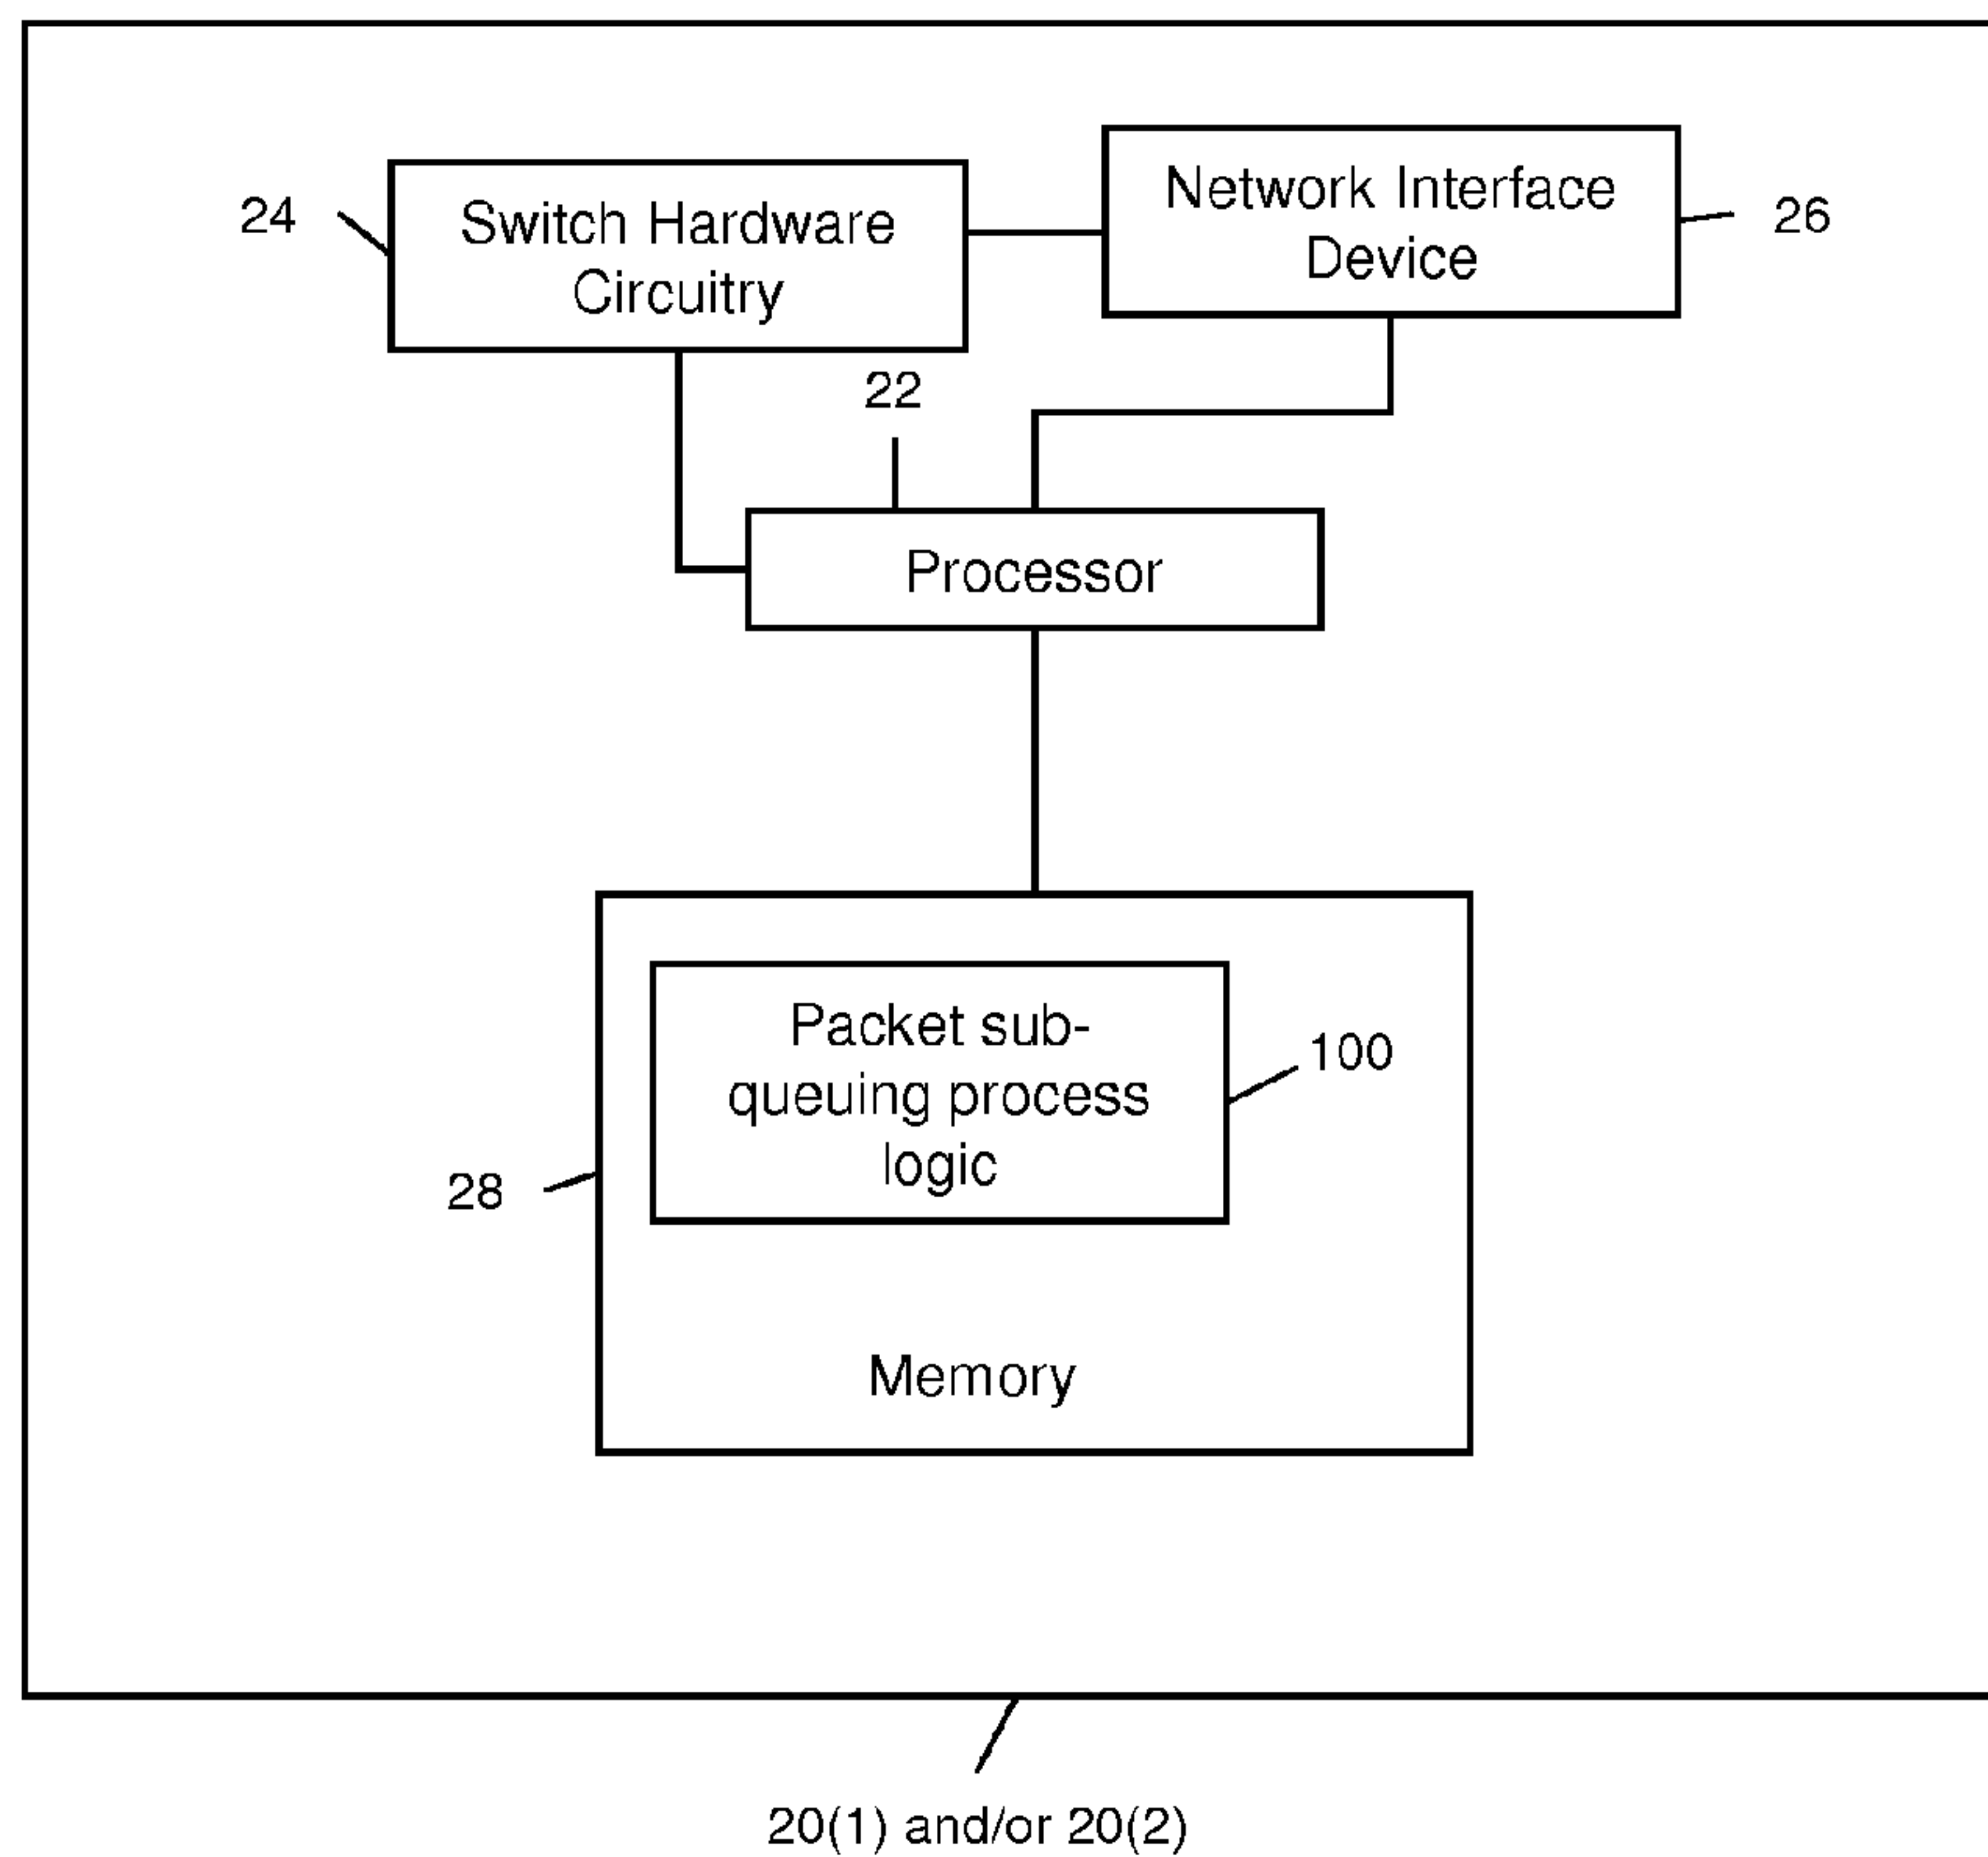 24
Switch Hardware
Circuitry
Network Interface
Device
26
22
Processor
Packet sub-
queuing process
logic
100
28
Memory
20(1) and/or 20(2)